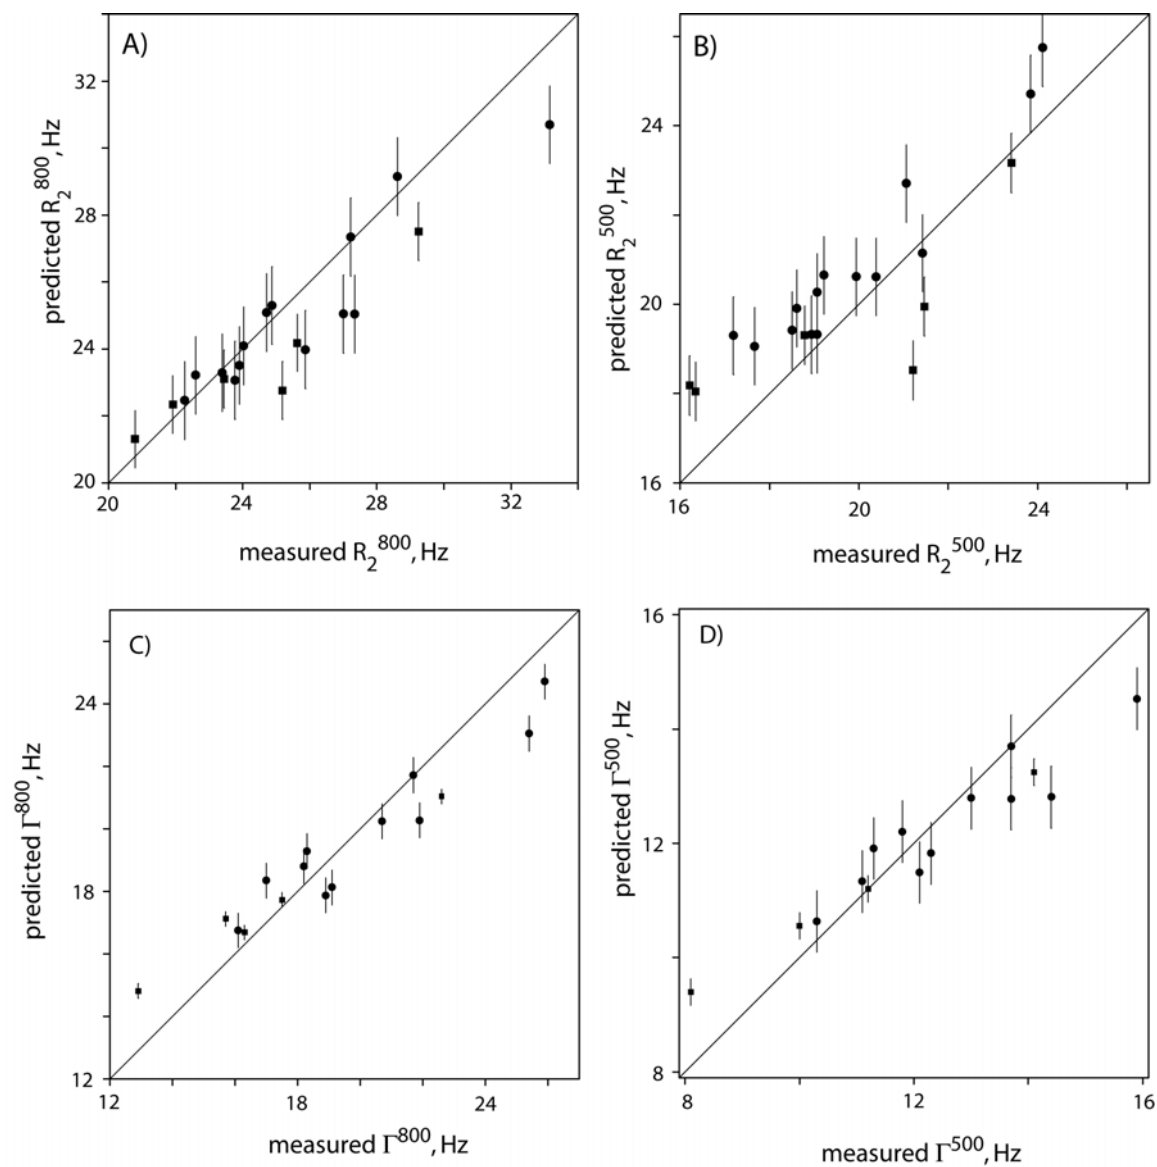 A)
predicted R₂⁸⁰⁰, Hz
32
28
24
20
20 24 28 32
measured R₂⁸⁰⁰, Hz
B)
predicted R₂⁵⁰⁰, Hz
24
20
16
16 20 24
measured R₂⁵⁰⁰, Hz
C)
predicted Γ⁸⁰⁰, Hz
24
18
12
12 18 24
measured Γ⁸⁰⁰, Hz
D)
predicted Γ⁵⁰⁰, Hz
16
12
8
8 12 16
measured Γ⁵⁰⁰, Hz